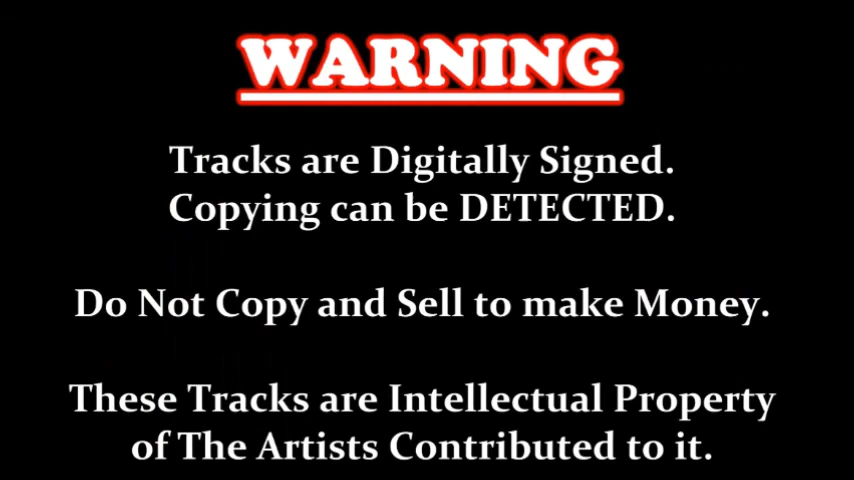 WARNING
Tracks are Digitally Signed.
Copying can be DETECTED.
Do Not Copy and Sell to make Money.
These Tracks are Intellectual Property
of The Artists Contributed to it.